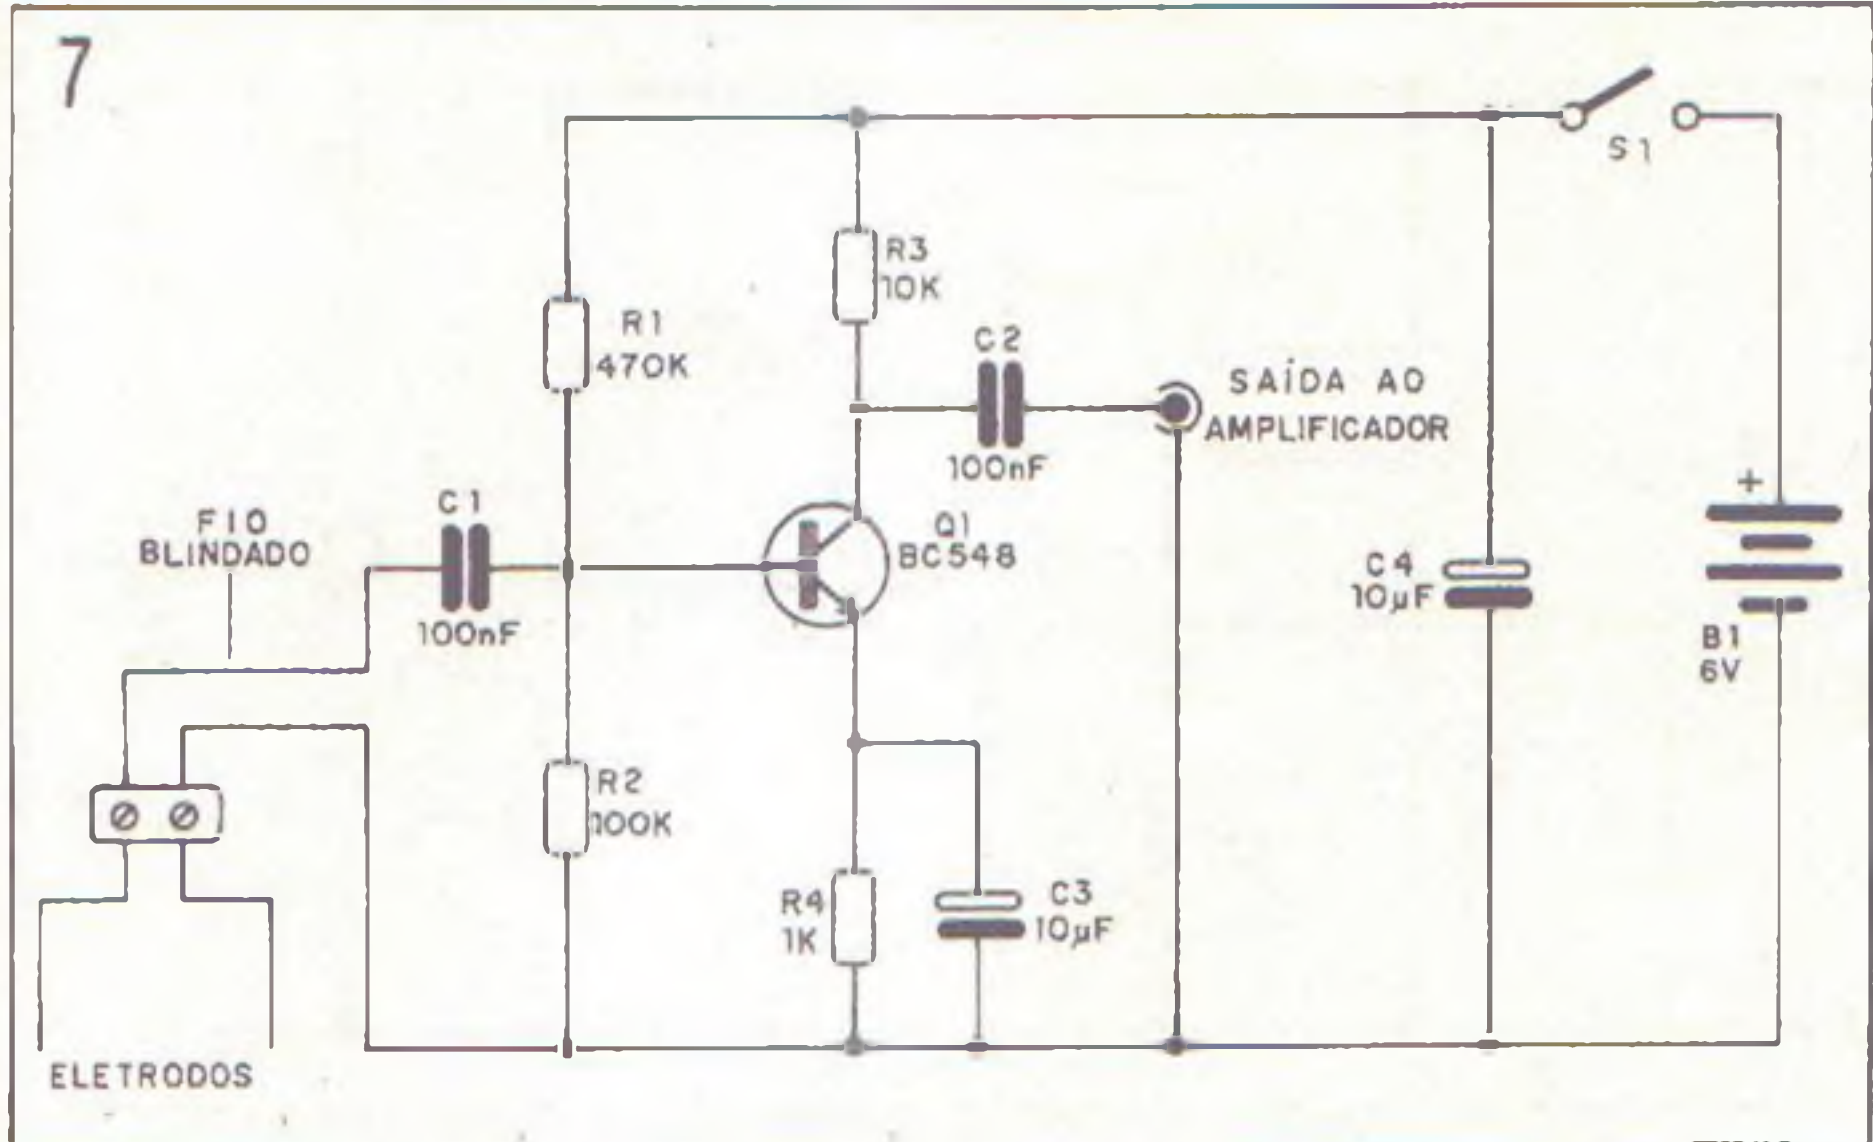 7
S1
R3
10K
R1
470K
C2
100nF
SAÍDA AO
AMPLIFICADOR
C1
100nF
FIO
BLINDADO
Q1
BC548
C4
10µF
+
B1
6V
R2
100K
R4
1K
C3
10µF
ELETRODOS